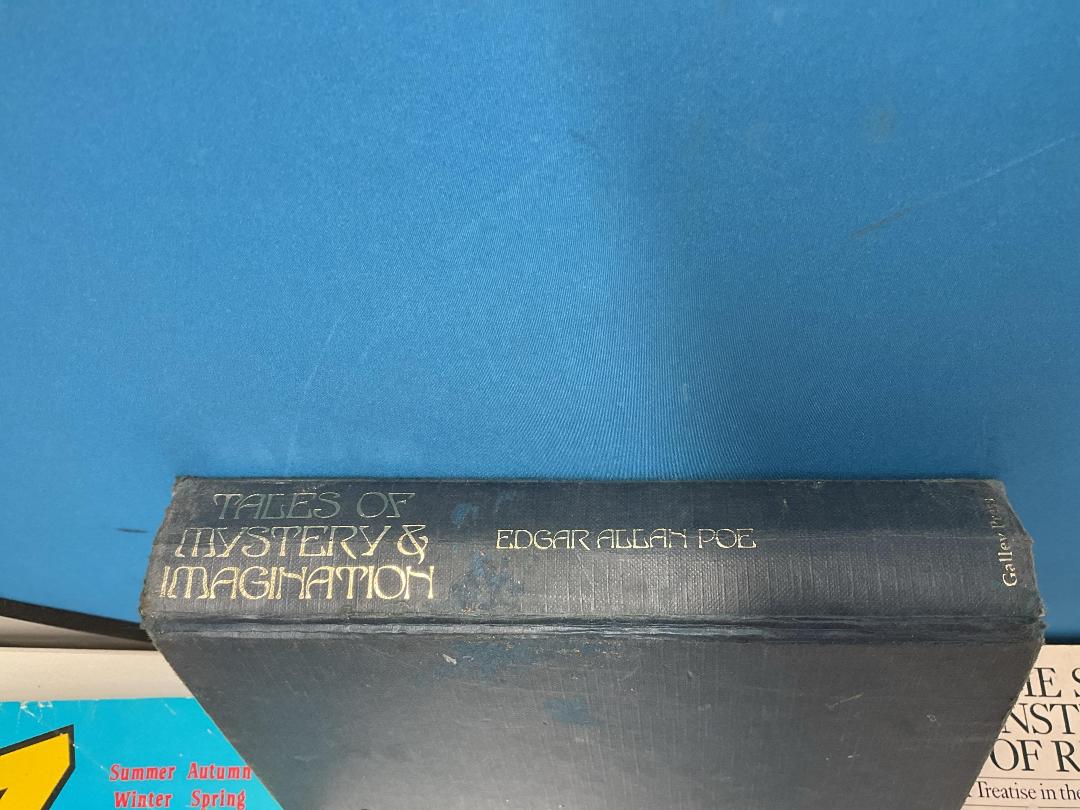 TALES OF
MYSTERY &
IMAGINATION
EDGAR ALLAN POE
Galley Press
Summer Autumn
Winter Spring
OF
Treatise in the